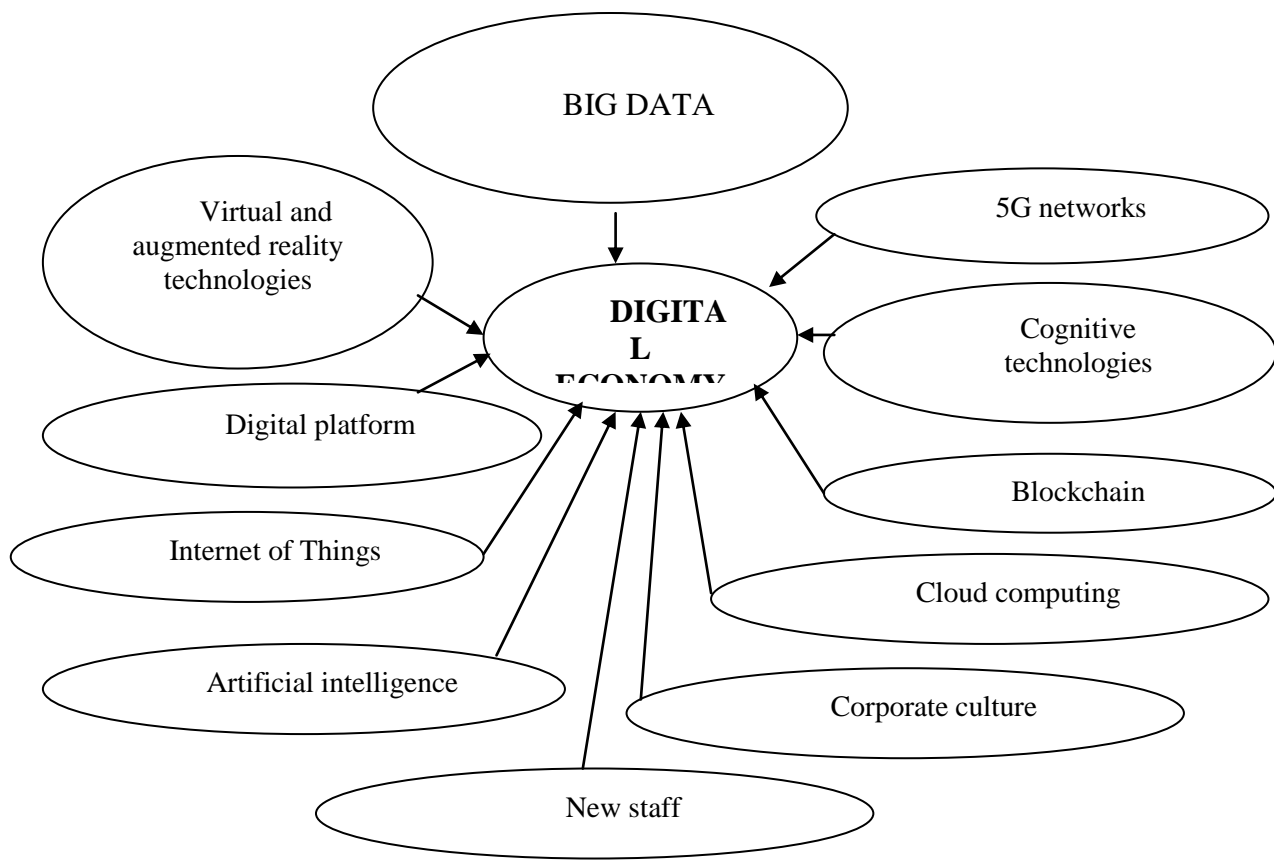 BIG DATA
Virtual and
augmented reality
technologies
5G networks
DIGITA
L
ECONOMY
Cognitive
technologies
Digital platform
Blockchain
Internet of Things
Cloud computing
Artificial intelligence
Corporate culture
New staff